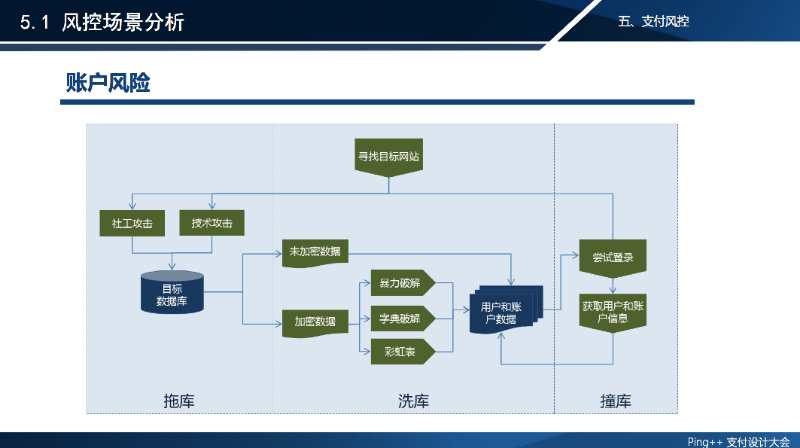 5.1 风控场景分析
五、支付风控
账户风险
寻找目标网站
社工攻击
技术攻击
目标
数据库
未加密数据
加密数据
暴力破解
字典破解
彩虹表
用户和账
户数据
尝试登录
获取用户和账
户信息
拖库
洗库
撞库
Ping++ 支付设计大会